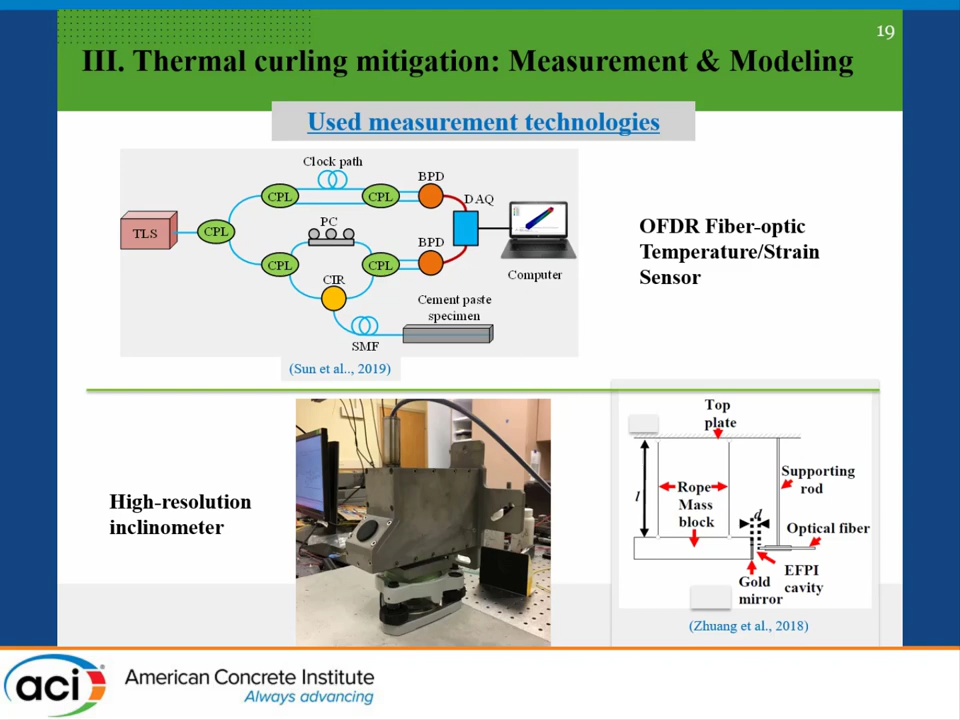 19
III. Thermal curling mitigation: Measurement & Modeling
Used measurement technologies
Clock path
BPD
CPL
CPL
DAQ
TLS
CPL
PC
BPD
CPL
CPL
Computer
CIR
Cement paste
specimen
SMF
(Sun et al.., 2019)
OFDR Fiber-optic
Temperature/Strain
Sensor
High-resolution
inclinometer
Top
plate
Supporting
rod
l
Rope
Mass
block
d
Optical fiber
EFPI
cavity
Gold
mirror
(Zhuang et al., 2018)
aci
American Concrete Institute
Always advancing